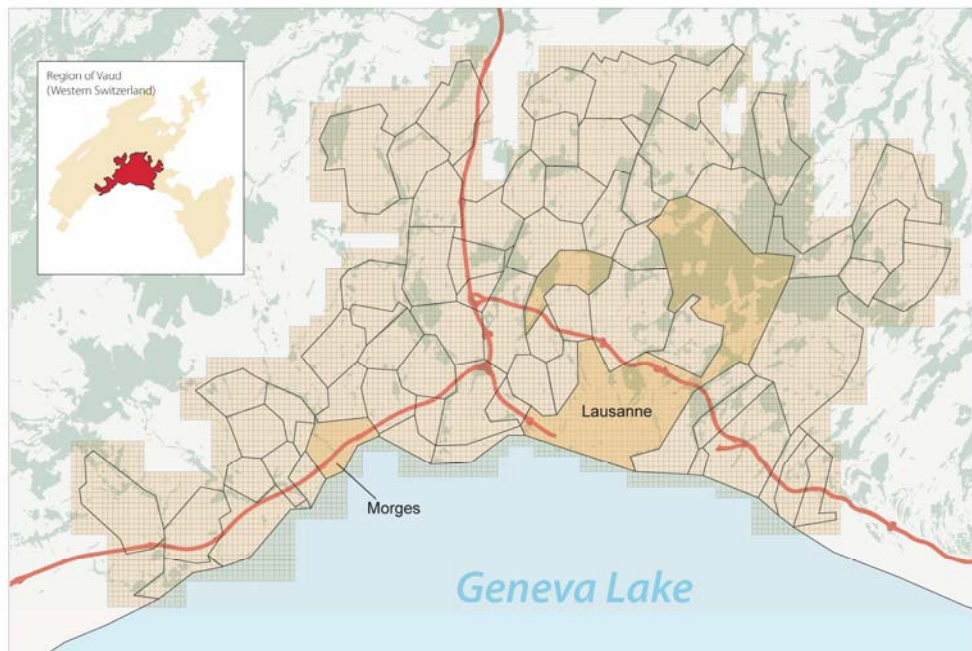 Region of Vaud
(Western Switzerland)
Lausanne
Morges
Geneva Lake